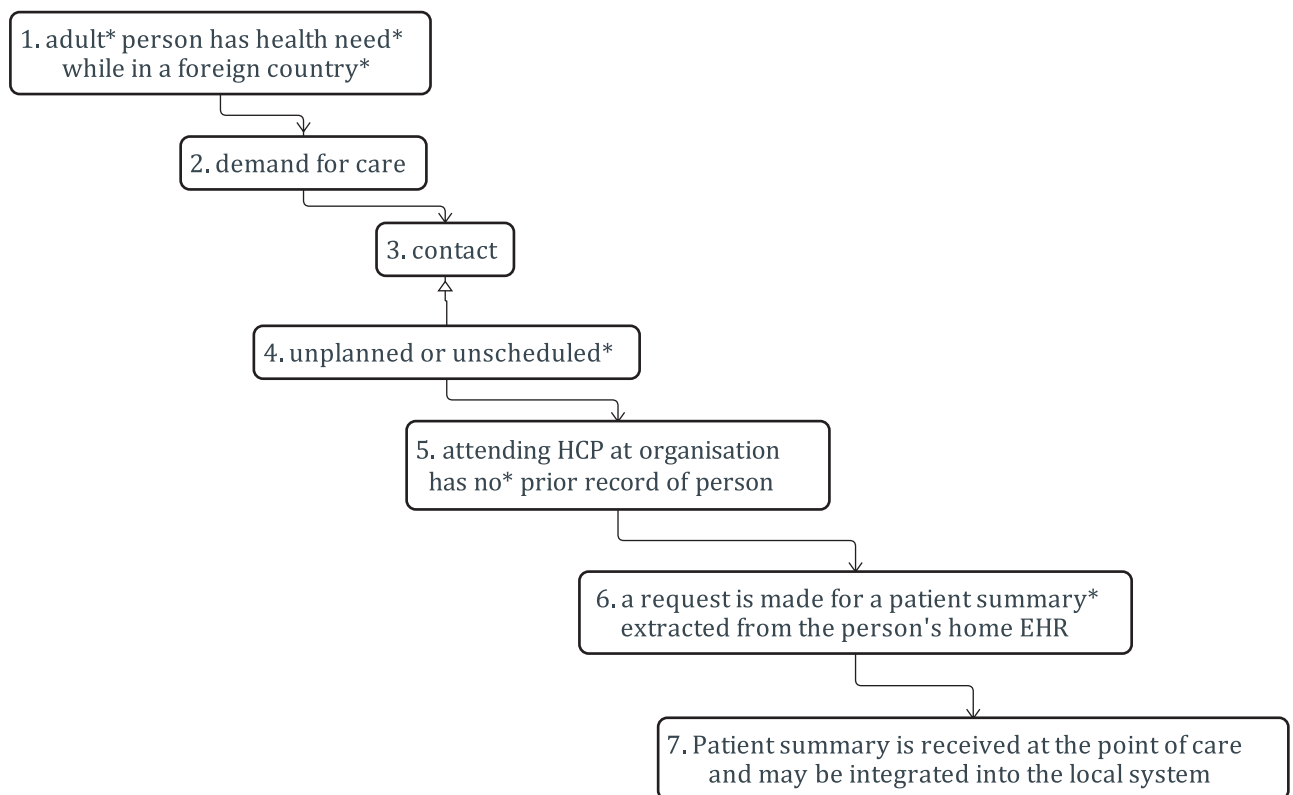 1. adult* person has health need*
while in a foreign country*
2. demand for care
3. contact
4. unplanned or unscheduled*
5. attending HCP at organisation
has no* prior record of person
6. a request is made for a patient summary*
extracted from the person's home EHR
7. Patient summary is received at the point of care
and may be integrated into the local system